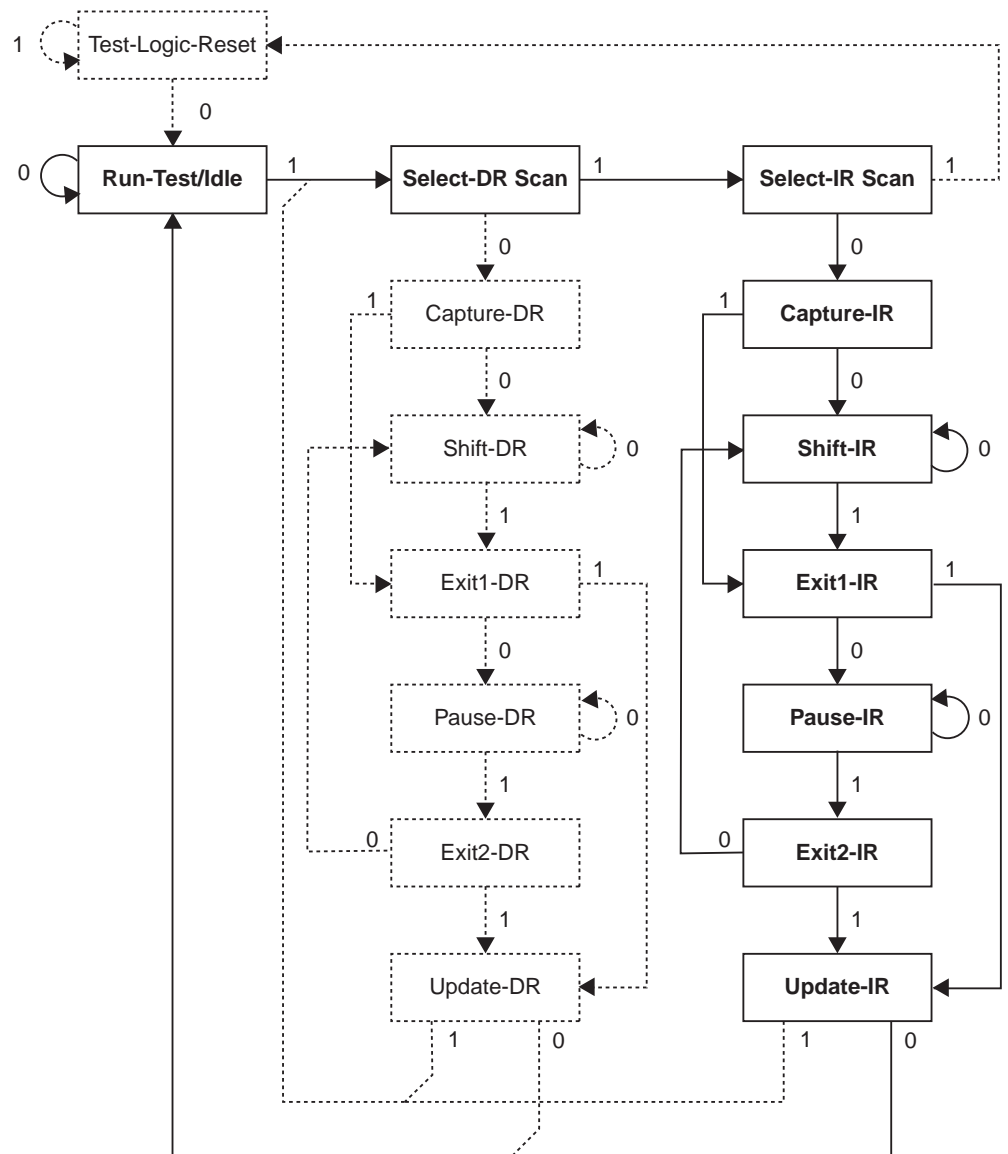 1 Test-Logic-Reset
0
0 Run-Test/Idle 1 Select-DR Scan 1 Select-IR Scan 1
0 0
1 Capture-DR 1 Capture-IR
0 0
Shift-DR 0 Shift-IR 0
1 1
Exit1-DR 1 Exit1-IR 1
0 0
Pause-DR 0 Pause-IR 0
1 1
0 Exit2-DR 0 Exit2-IR
1 1
Update-DR Update-IR
1 0 1 0